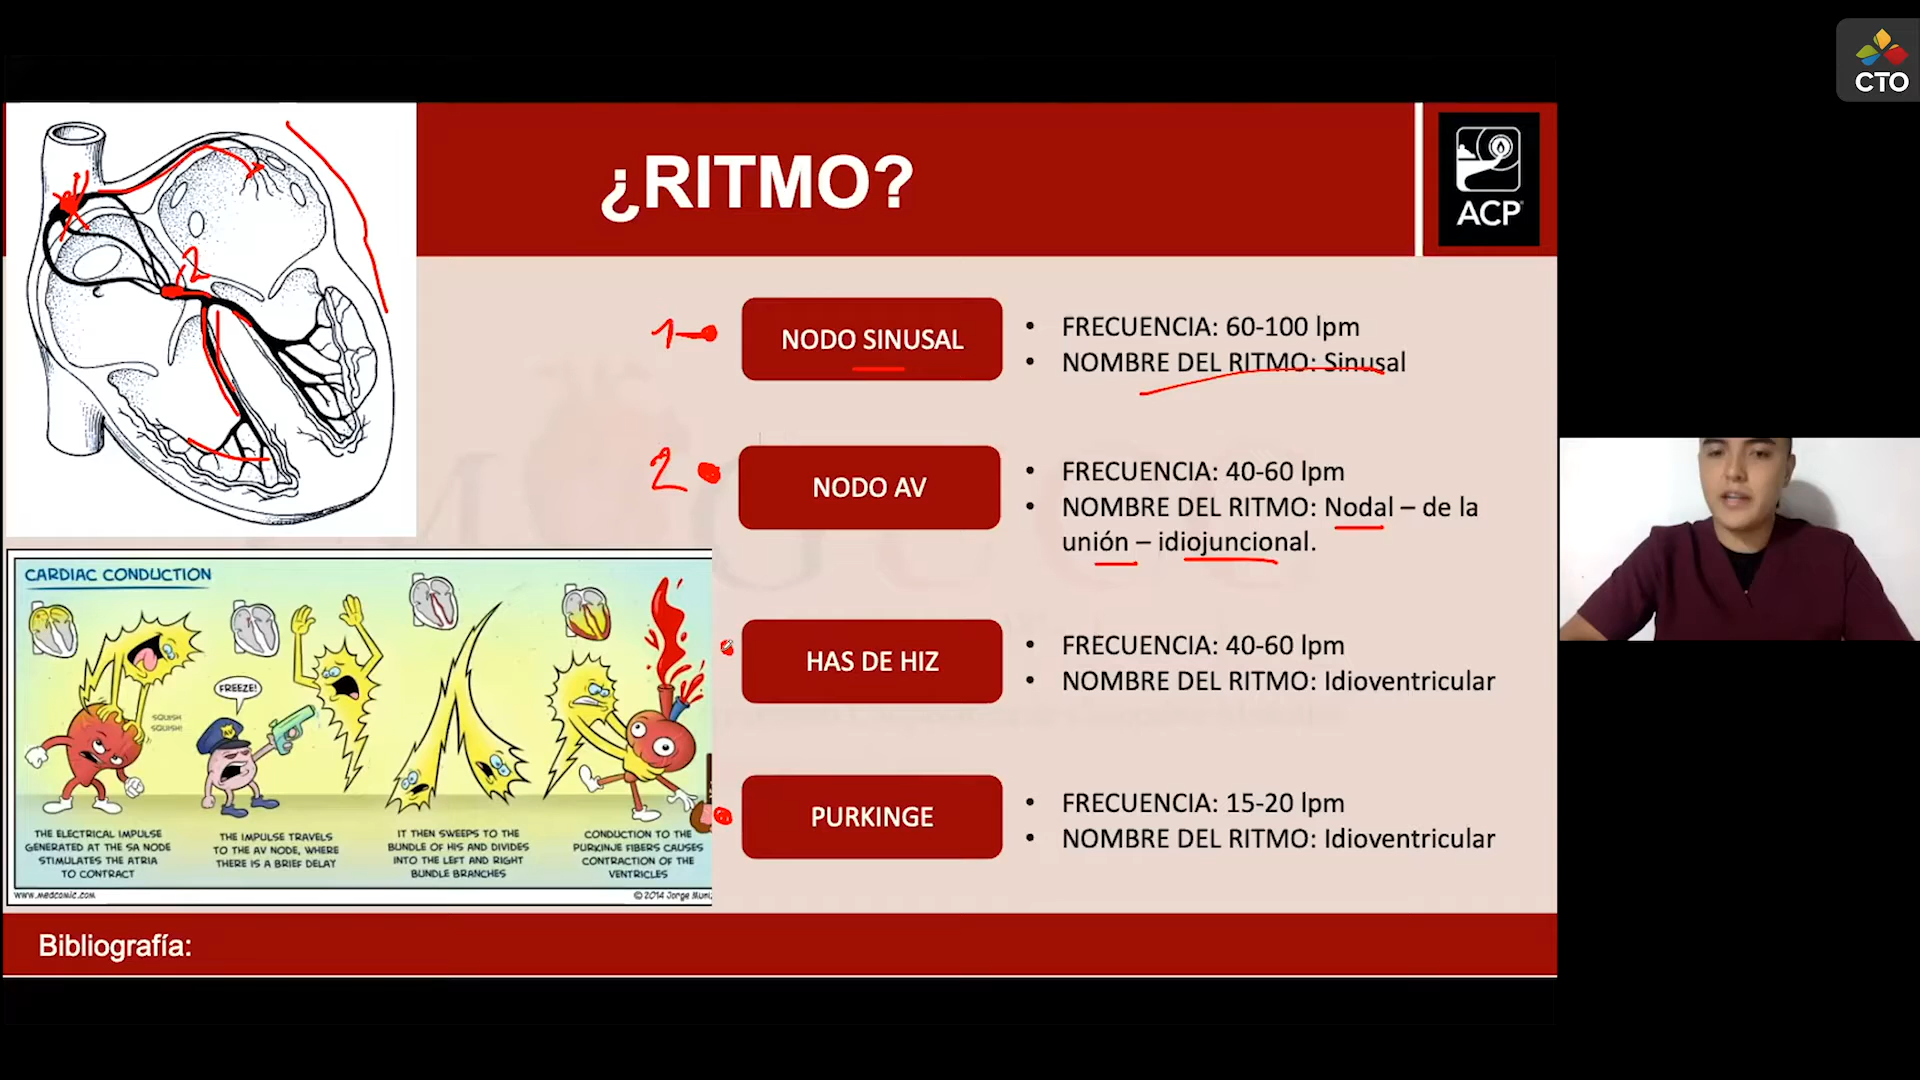 CTO
¿RITMO?
ACP
1
NODO SINUSAL
• FRECUENCIA: 60-100 lpm
• NOMBRE DEL RITMO: Sinusal
2
2
NODO AV
• FRECUENCIA: 40-60 lpm
• NOMBRE DEL RITMO: Nodal – de la
unión – idiojuncional.
HAS DE HIZ
• FRECUENCIA: 40-60 lpm
• NOMBRE DEL RITMO: Idioventricular
PURKINGE
• FRECUENCIA: 15-20 lpm
• NOMBRE DEL RITMO: Idioventricular
CARDIAC CONDUCTION
SQUISH
SQUISH!
FREEZE!
AV
THE ELECTRICAL IMPULSE
GENERATED AT THE SA NODE
STIMULATES THE ATRIA
TO CONTRACT
THE IMPULSE TRAVELS
TO THE AV NODE, WHERE
THERE IS A BRIEF DELAY
IT THEN SWEEPS TO THE
BUNDLE OF HIS AND DIVIDES
INTO THE LEFT AND RIGHT
BUNDLE BRANCHES
CONDUCTION TO THE
PURKINJE FIBERS CAUSES
CONTRACTION OF THE
VENTRICLES
www.medcomic.com
© 2014 Jorge Muniz
Bibliografía: